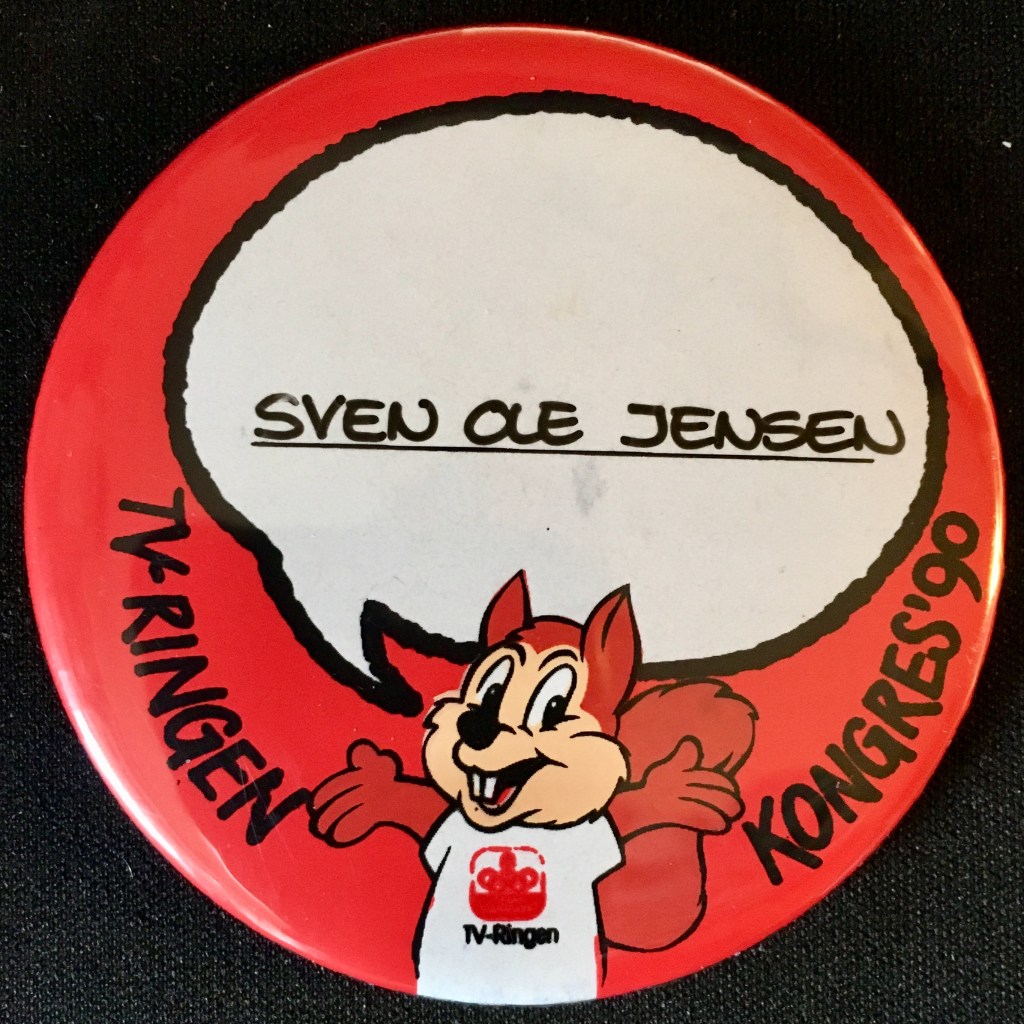 SVEN OLE JENSEN
TV-RINGEN
KONGRES'90
TV-Ringen